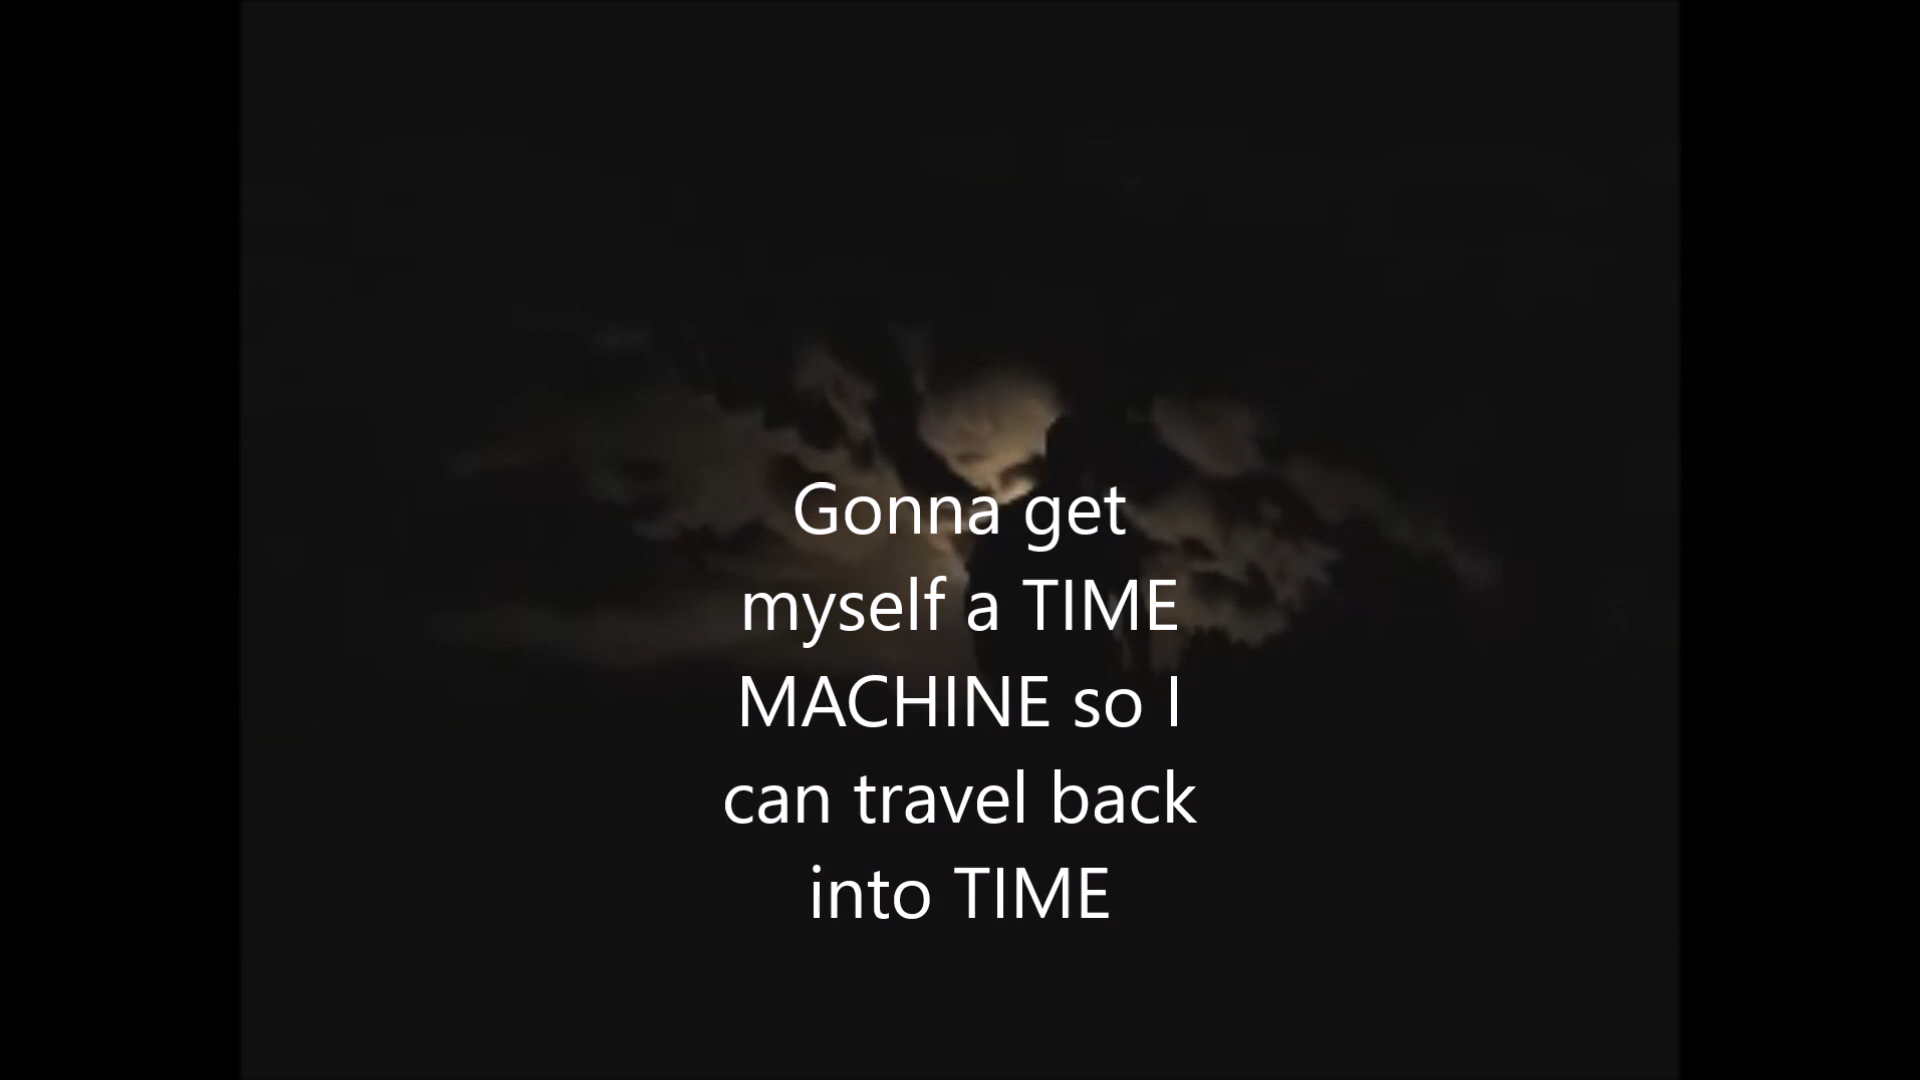 Gonna get
myself a TIME
MACHINE so I
can travel back
into TIME